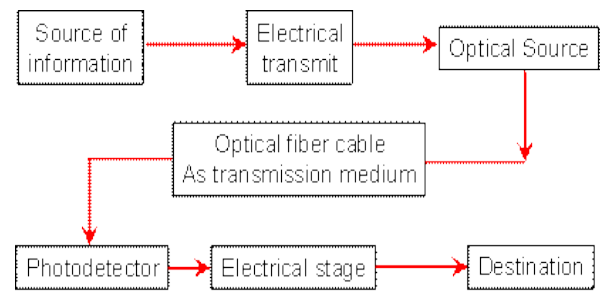 Source of
information
Electrical
transmit
Optical Source
Optical fiber cable
As transmission medium
Photodetector
Electrical stage
Destination